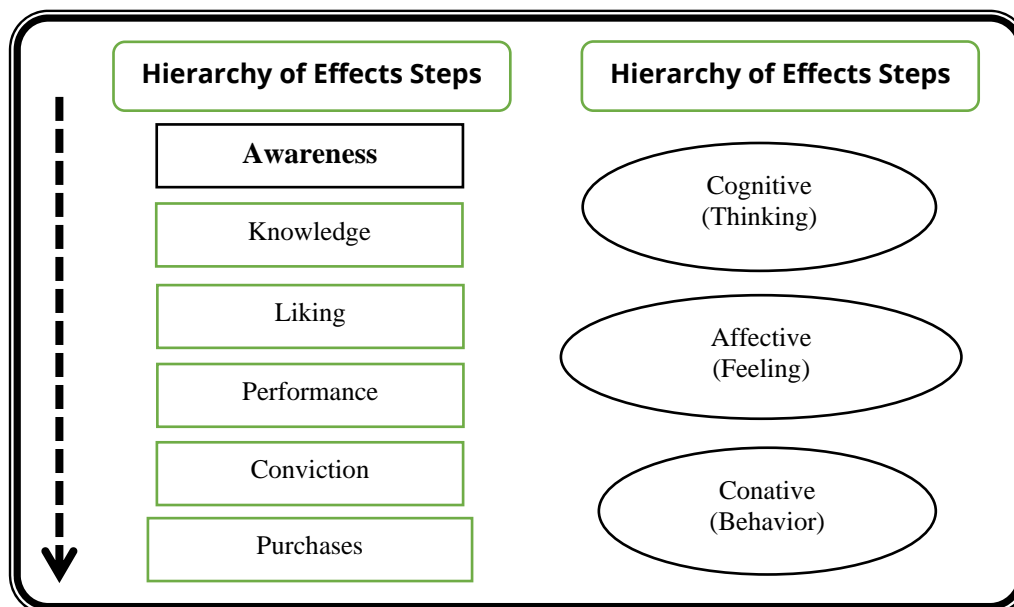 Hierarchy of Effects Steps
Awareness
Knowledge
Liking
Performance
Conviction
Purchases
Hierarchy of Effects Steps
Cognitive
(Thinking)
Affective
(Feeling)
Conative
(Behavior)